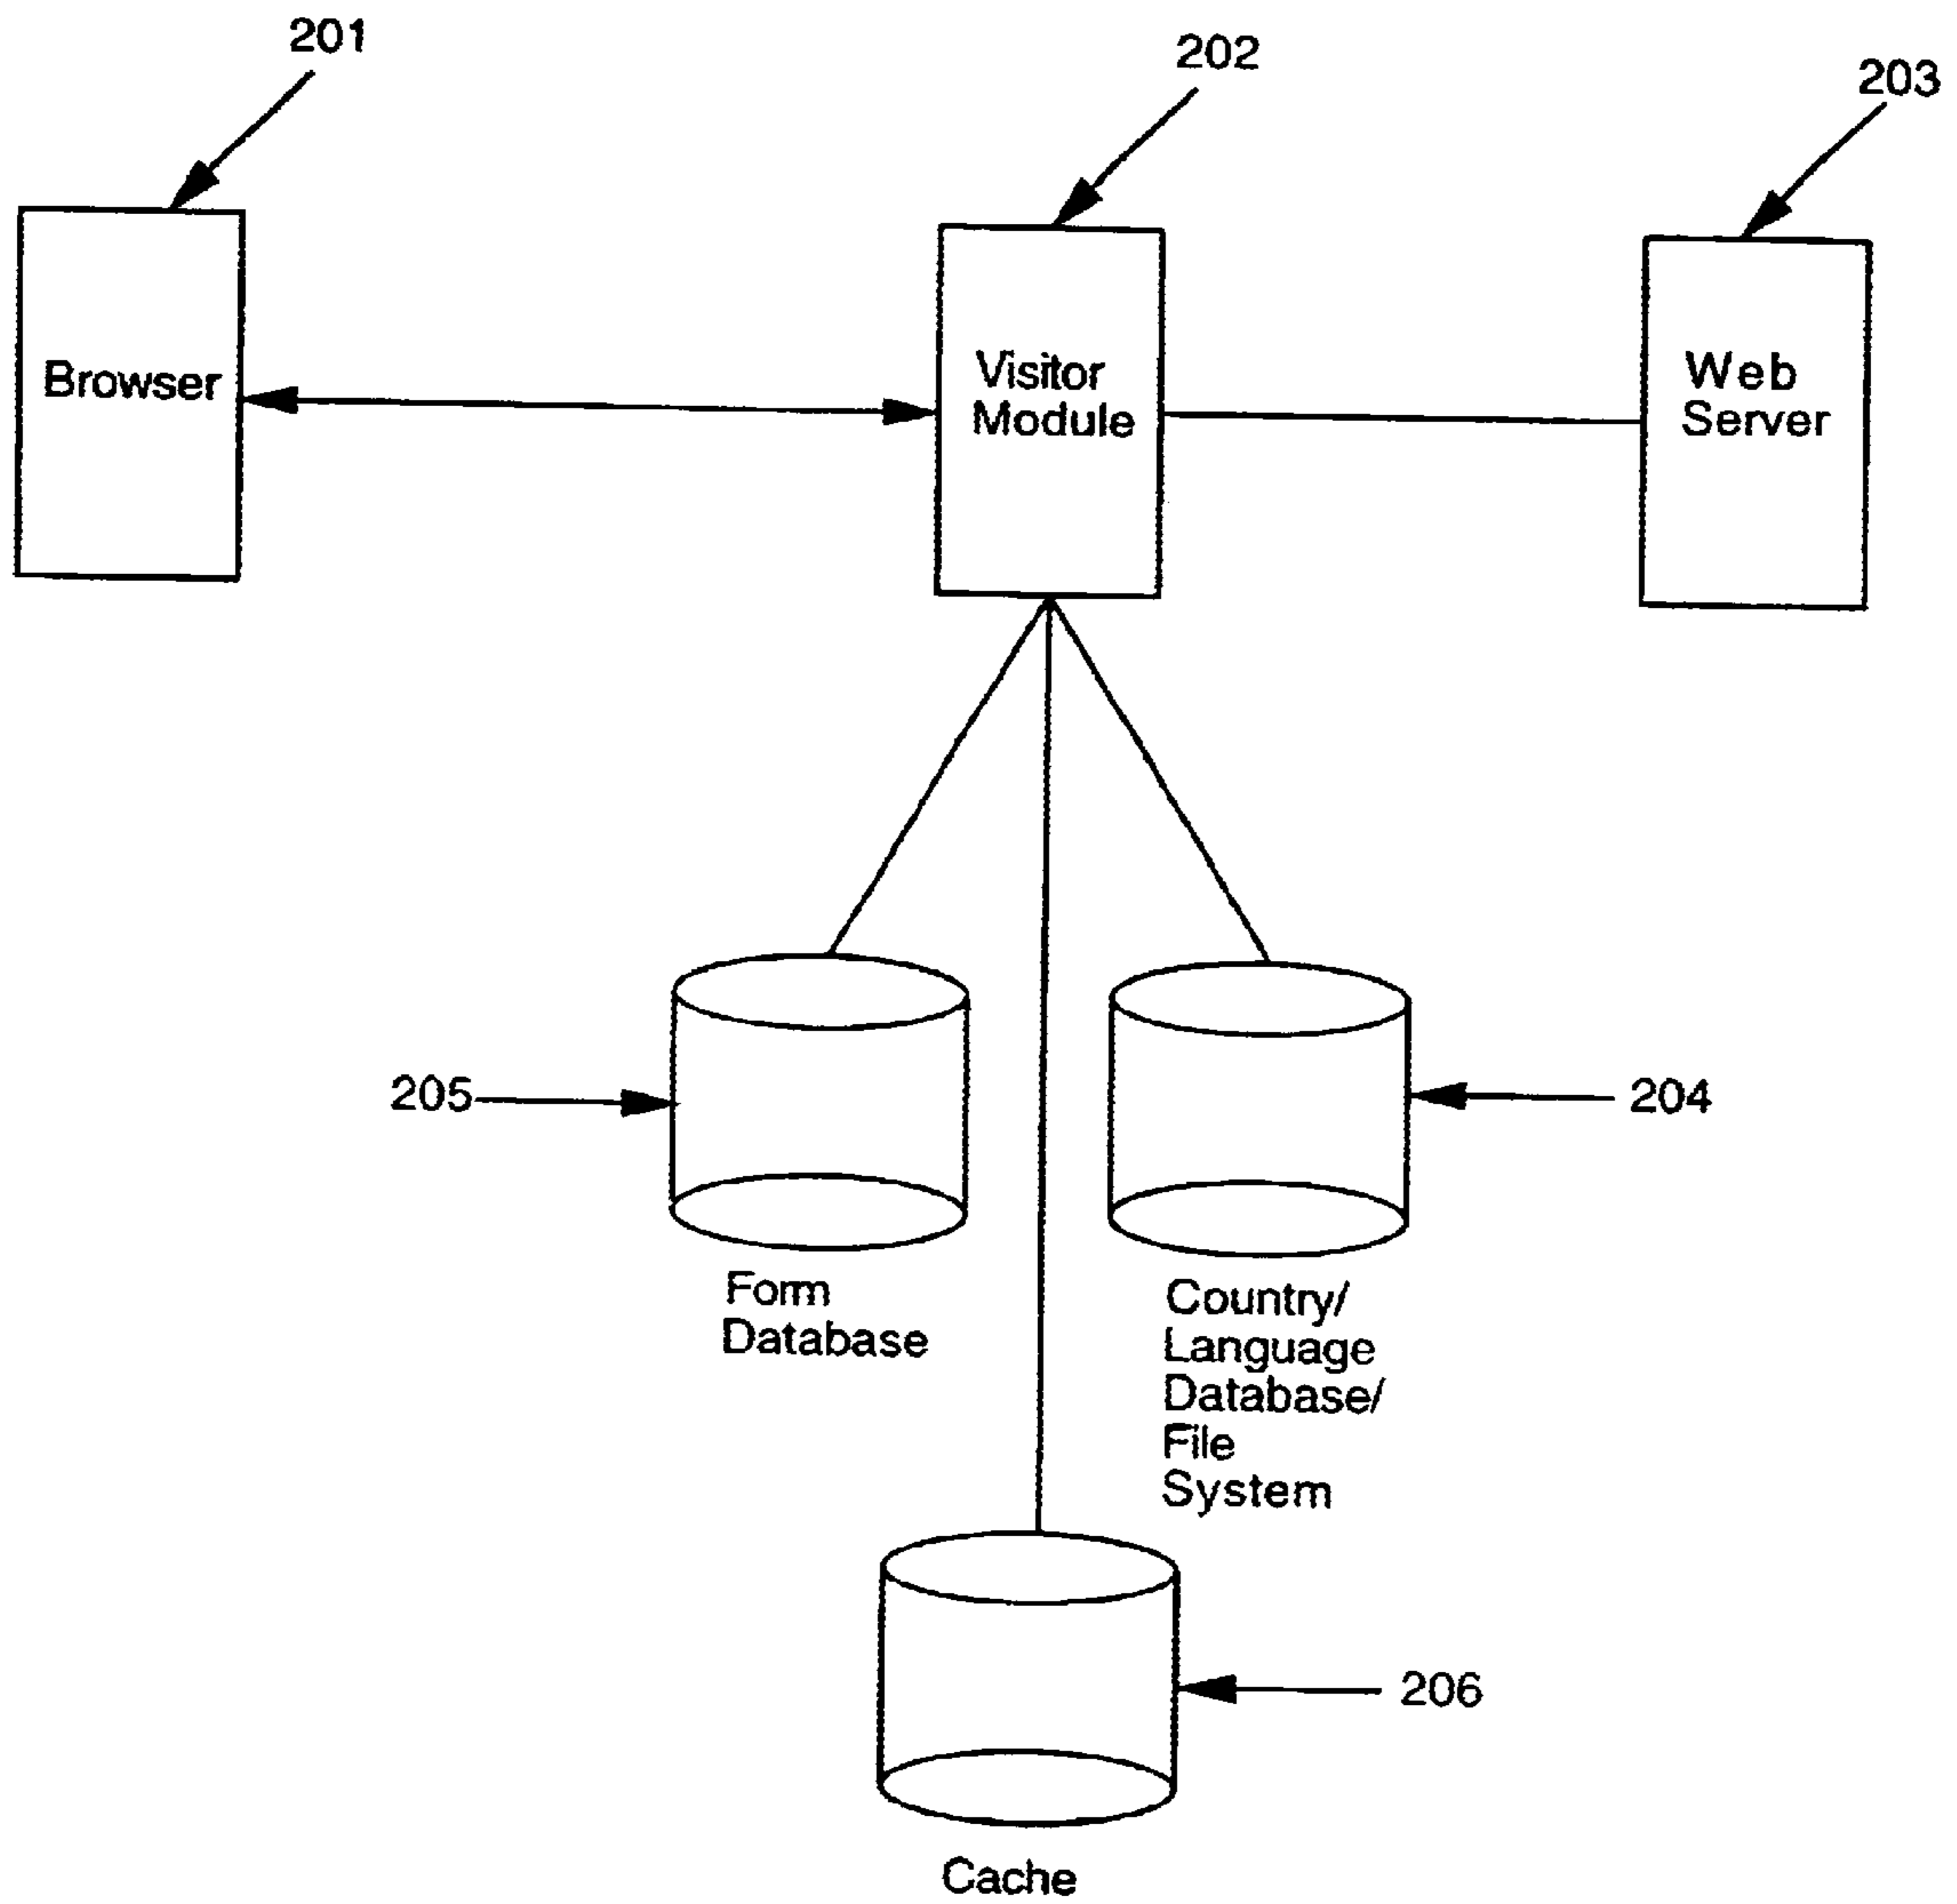 201
202
203
Browser
Visitor
Module
Web
Server
205
204
Form
Database
Country/
Language
Database/
File
System
206
Cache